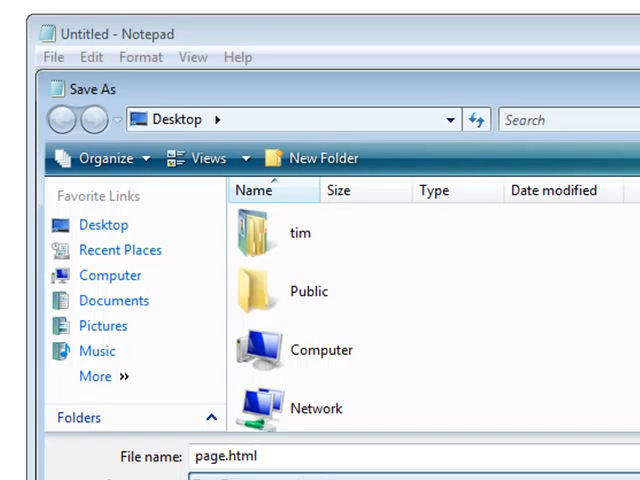 Untitled - Notepad
File Edit Format View Help
Save As
Desktop
Search
Organize Views New Folder
Favorite Links
Name Size Type Date modified
Desktop
tim
Recent Places
Computer
Public
Documents
Pictures
Music
Computer
More »
Folders
Network
File name: page.html